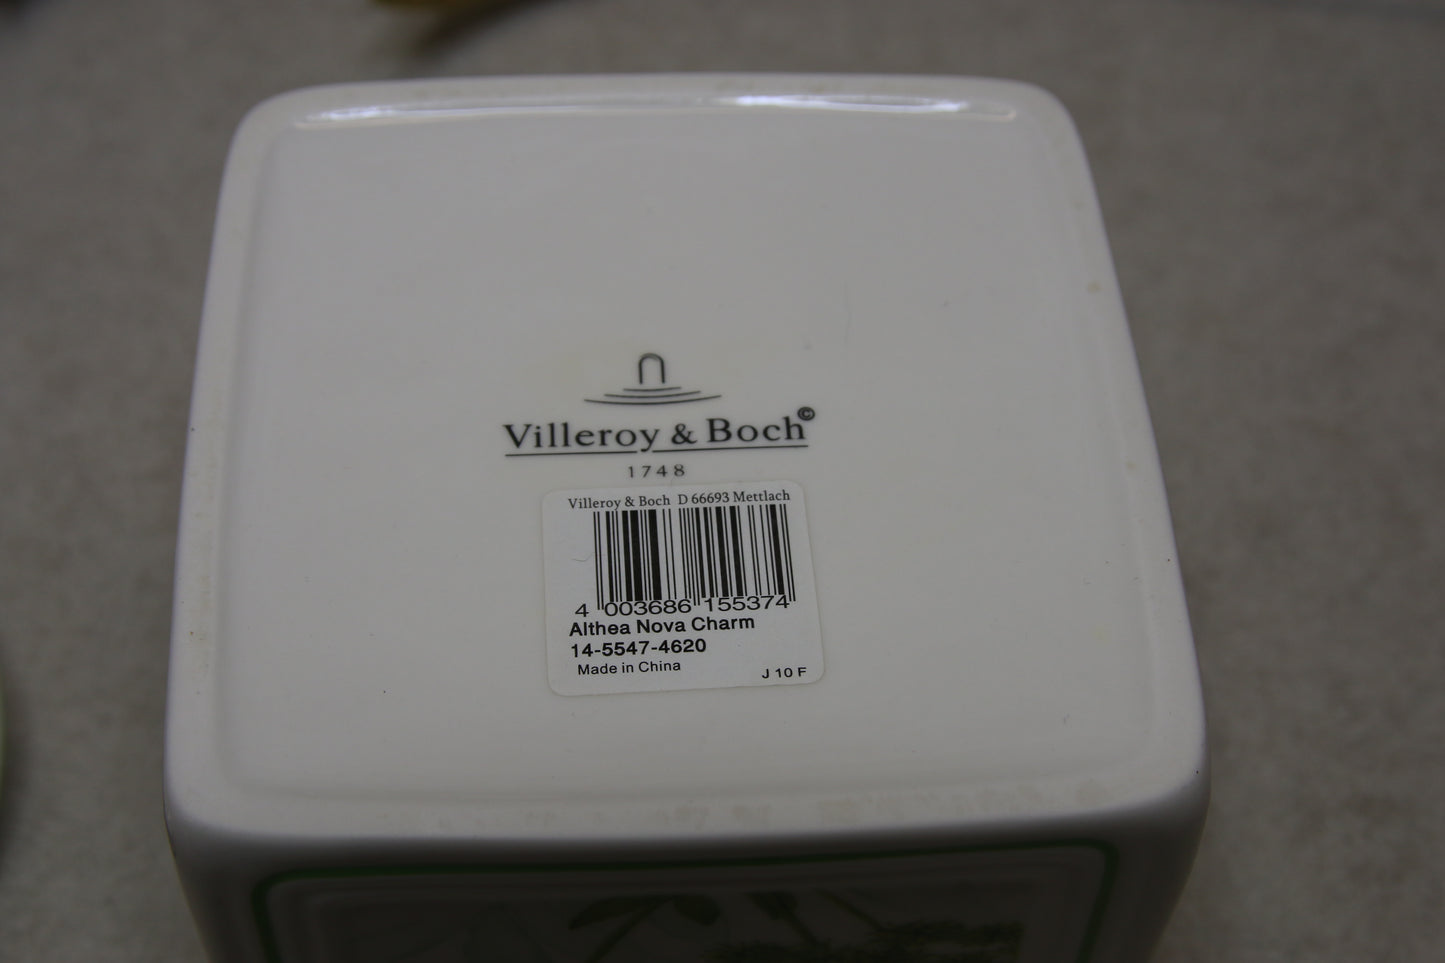 Villeroy & Boch©
1748
Villeroy & Boch D 66693 Mettlach
4 003686 155374
Althea Nova Charm
14-5547-4620
Made in China
J 10 F